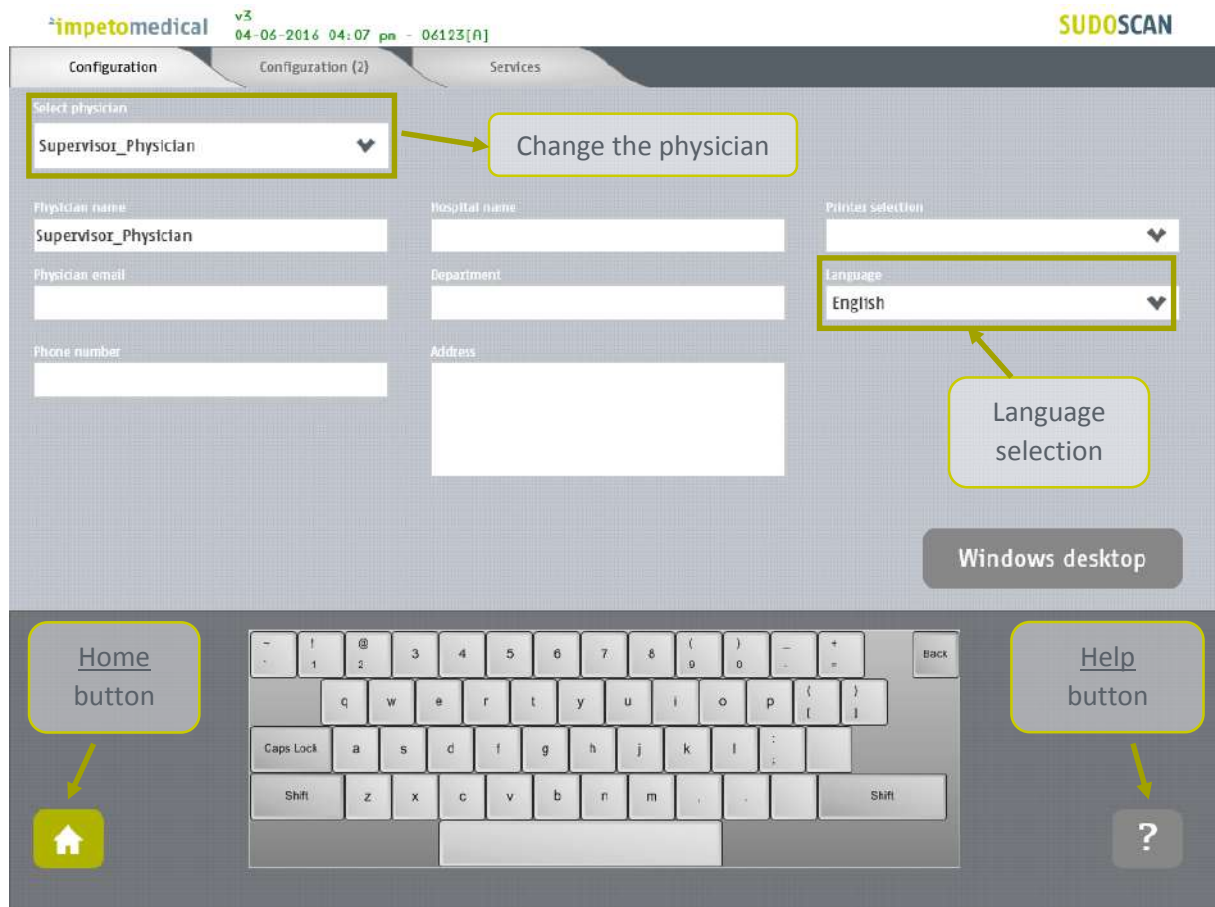 impetomedical
v3
04-06-2016 04:07 pm - 06123[A]
SUDOSCAN
Configuration
Configuration (2)
Services
Select physician
Supervisor_Physician
Change the physician
Physician name
Hospital name
Printer selection
Supervisor_Physician
Physician email
Department
Language
English
Phone number
Address
Language
selection
Windows desktop
Home
button
Help
button
~ ! @ ( ) _ +
` 1 2 3 4 5 6 7 8 9 0 - = Back
q w e r t y u i o p { [ } ]
Caps Lock a s d f g h j k l : ;
Shift z x c v b n m , . Shift
?